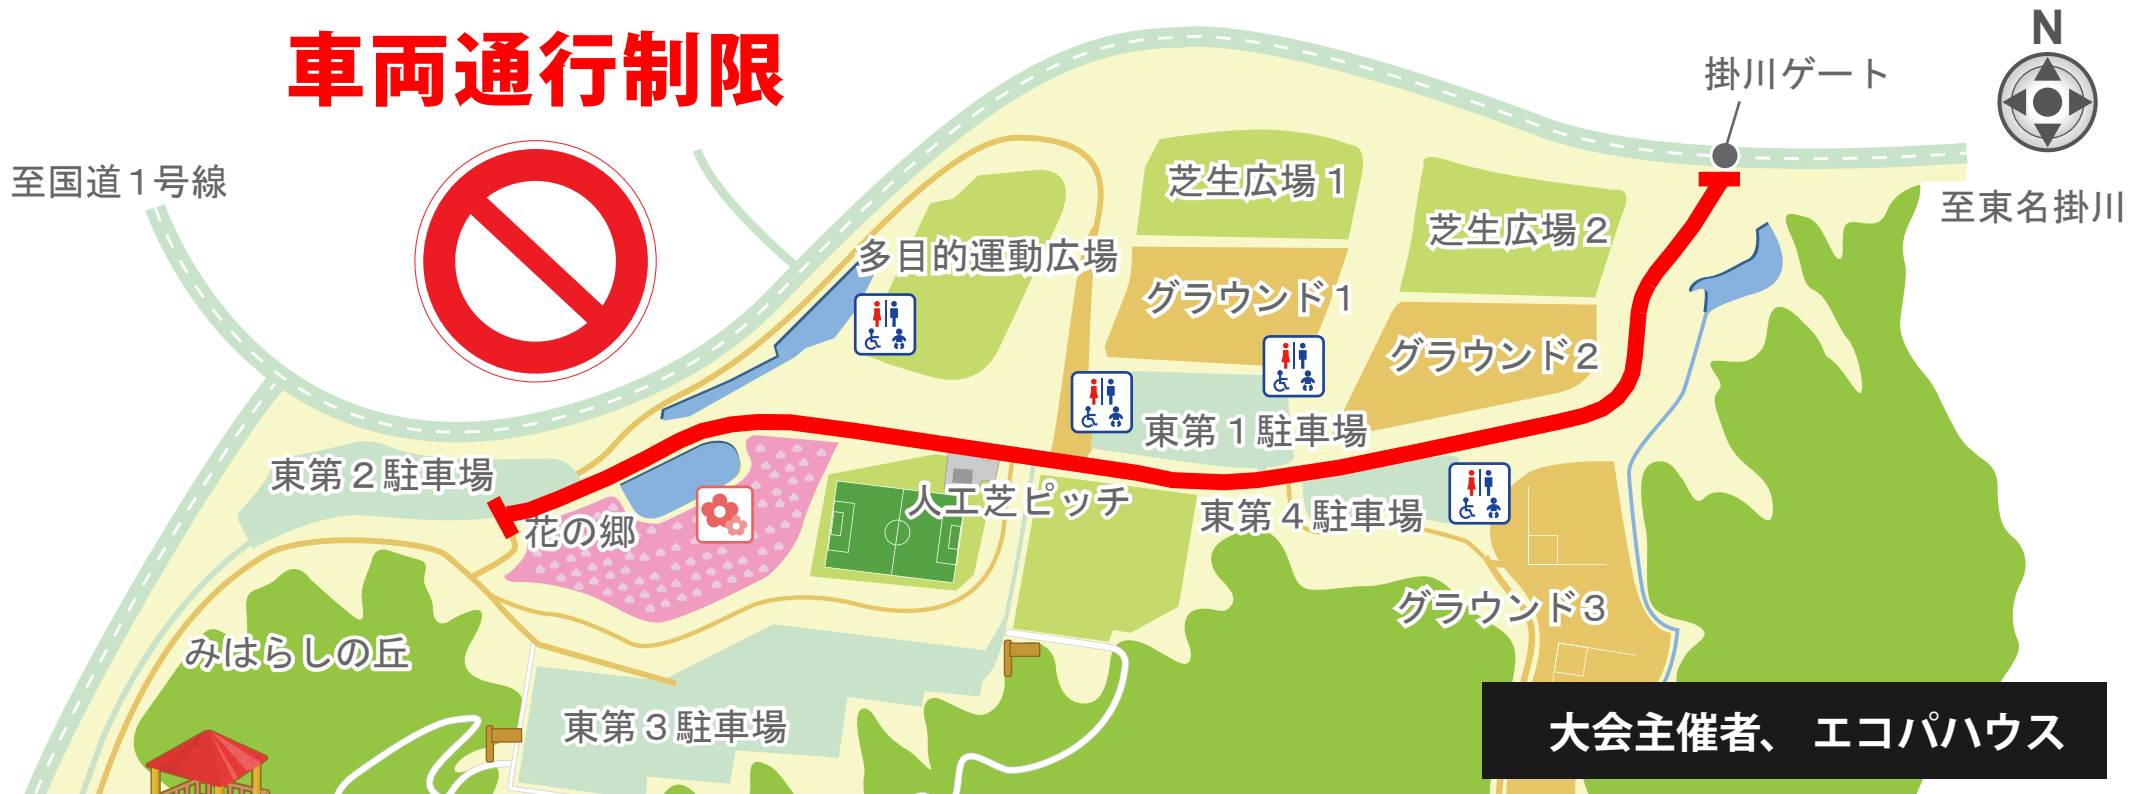 車両通行制限
N
掛川ゲート
至国道1号線
至東名掛川
芝生広場1
芝生広場2
多目的運動広場
グラウンド1
グラウンド2
東第1駐車場
東第2駐車場
人工芝ピッチ
東第4駐車場
花の郷
グラウンド3
みはらしの丘
東第3駐車場
大会主催者、 エコパハウス